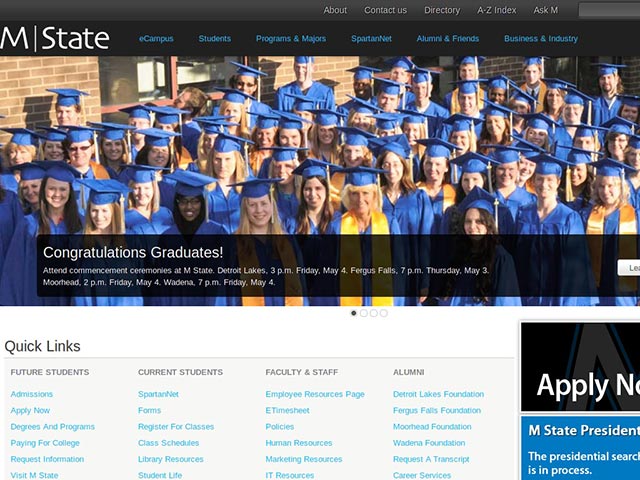 About Contact us Directory A-Z Index Ask M
M|State
eCampus Students Programs & Majors SpartanNet Alumni & Friends Business & Industry
Congratulations Graduates!
Attend commencement ceremonies at M State. Detroit Lakes, 3 p.m. Friday, May 4. Fergus Falls, 7 p.m. Thursday, May 3.
Moorhead, 2 p.m. Friday, May 4. Wadena, 7 p.m. Friday, May 4.
Quick Links
FUTURE STUDENTS
Admissions
Apply Now
Degrees And Programs
Paying For College
Request Information
Visit M State
CURRENT STUDENTS
SpartanNet
Forms
Register For Classes
Class Schedules
Library Resources
Student Life
FACULTY & STAFF
Employee Resources Page
ETimesheet
Policies
Human Resources
Marketing Resources
IT Resources
ALUMNI
Detroit Lakes Foundation
Fergus Falls Foundation
Moorhead Foundation
Wadena Foundation
Request A Transcript
Career Services
Apply No
M State President
The presidential search
is in process.